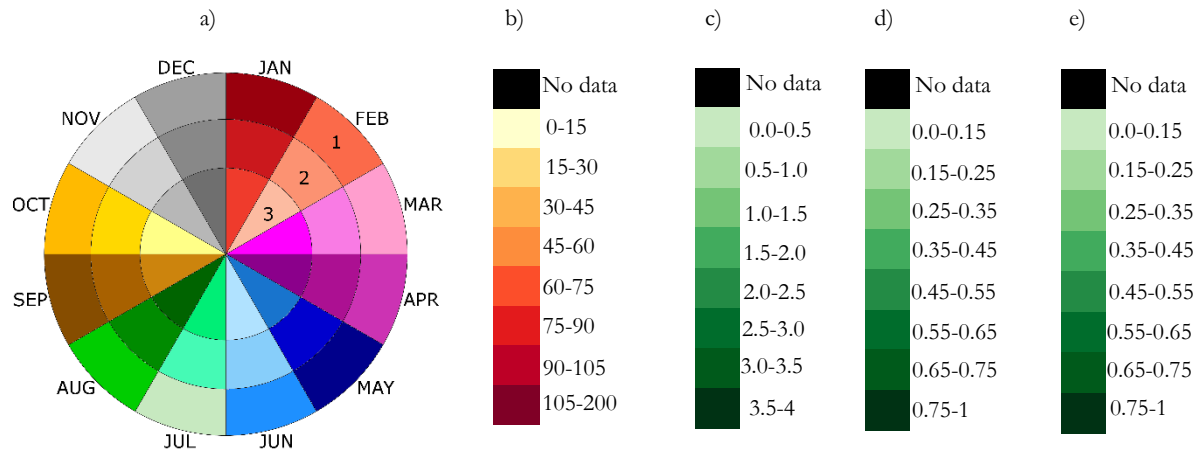 a)
DEC
JAN
NOV
FEB
1
2
3
OCT
MAR
SEP
APR
AUG
MAY
JUL
JUN
b)
No data
0-15
15-30
30-45
45-60
60-75
75-90
90-105
105-200
c)
No data
0.0-0.5
0.5-1.0
1.0-1.5
1.5-2.0
2.0-2.5
2.5-3.0
3.0-3.5
3.5-4
d)
No data
0.0-0.15
0.15-0.25
0.25-0.35
0.35-0.45
0.45-0.55
0.55-0.65
0.65-0.75
0.75-1
e)
No data
0.0-0.15
0.15-0.25
0.25-0.35
0.35-0.45
0.45-0.55
0.55-0.65
0.65-0.75
0.75-1